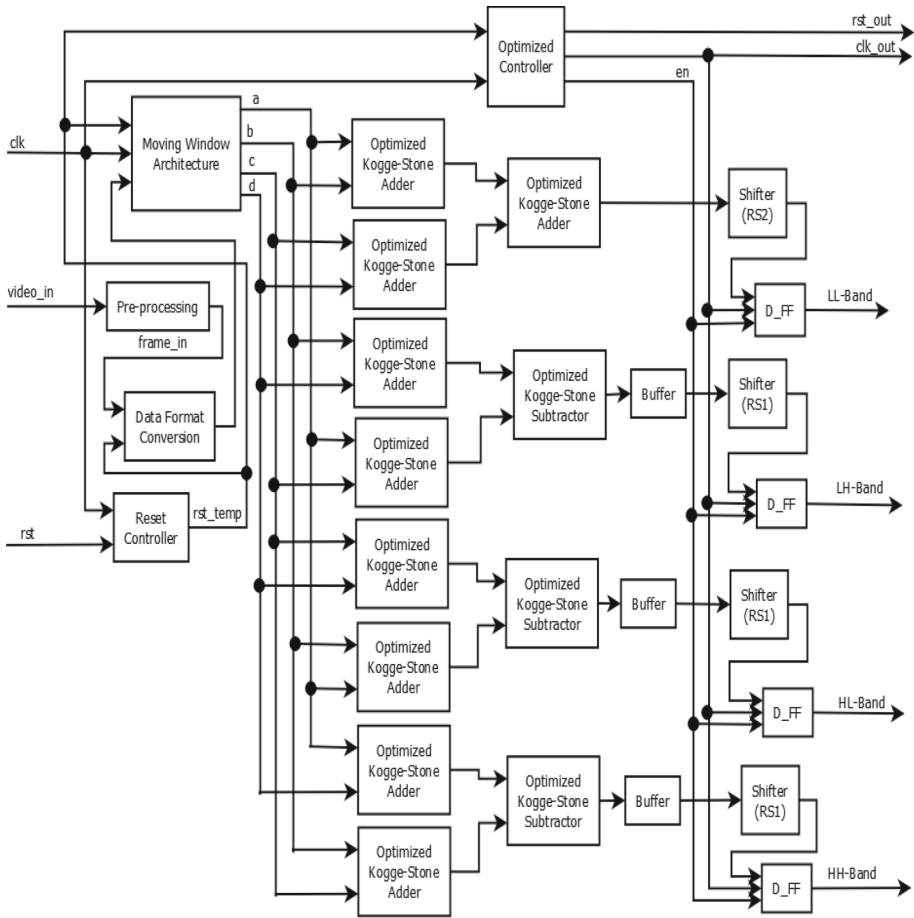 rst_out
clk_out
Optimized
Controller
en
a
b
c
d
clk
Moving Window
Architecture
Optimized
Kogge-Stone
Adder
Optimized
Kogge-Stone
Adder
Shifter
(RS2)
Optimized
Kogge-Stone
Adder
video_in
Pre-processing
frame_in
D_FF
LL-Band
Optimized
Kogge-Stone
Adder
Optimized
Kogge-Stone
Subtractor
Buffer
Shifter
(RS1)
Data Format
Conversion
Optimized
Kogge-Stone
Adder
D_FF
LH-Band
rst
Reset
Controller
rst_temp
Optimized
Kogge-Stone
Adder
Optimized
Kogge-Stone
Subtractor
Buffer
Shifter
(RS1)
Optimized
Kogge-Stone
Adder
D_FF
HL-Band
Optimized
Kogge-Stone
Adder
Optimized
Kogge-Stone
Subtractor
Buffer
Shifter
(RS1)
Optimized
Kogge-Stone
Adder
D_FF
HH-Band